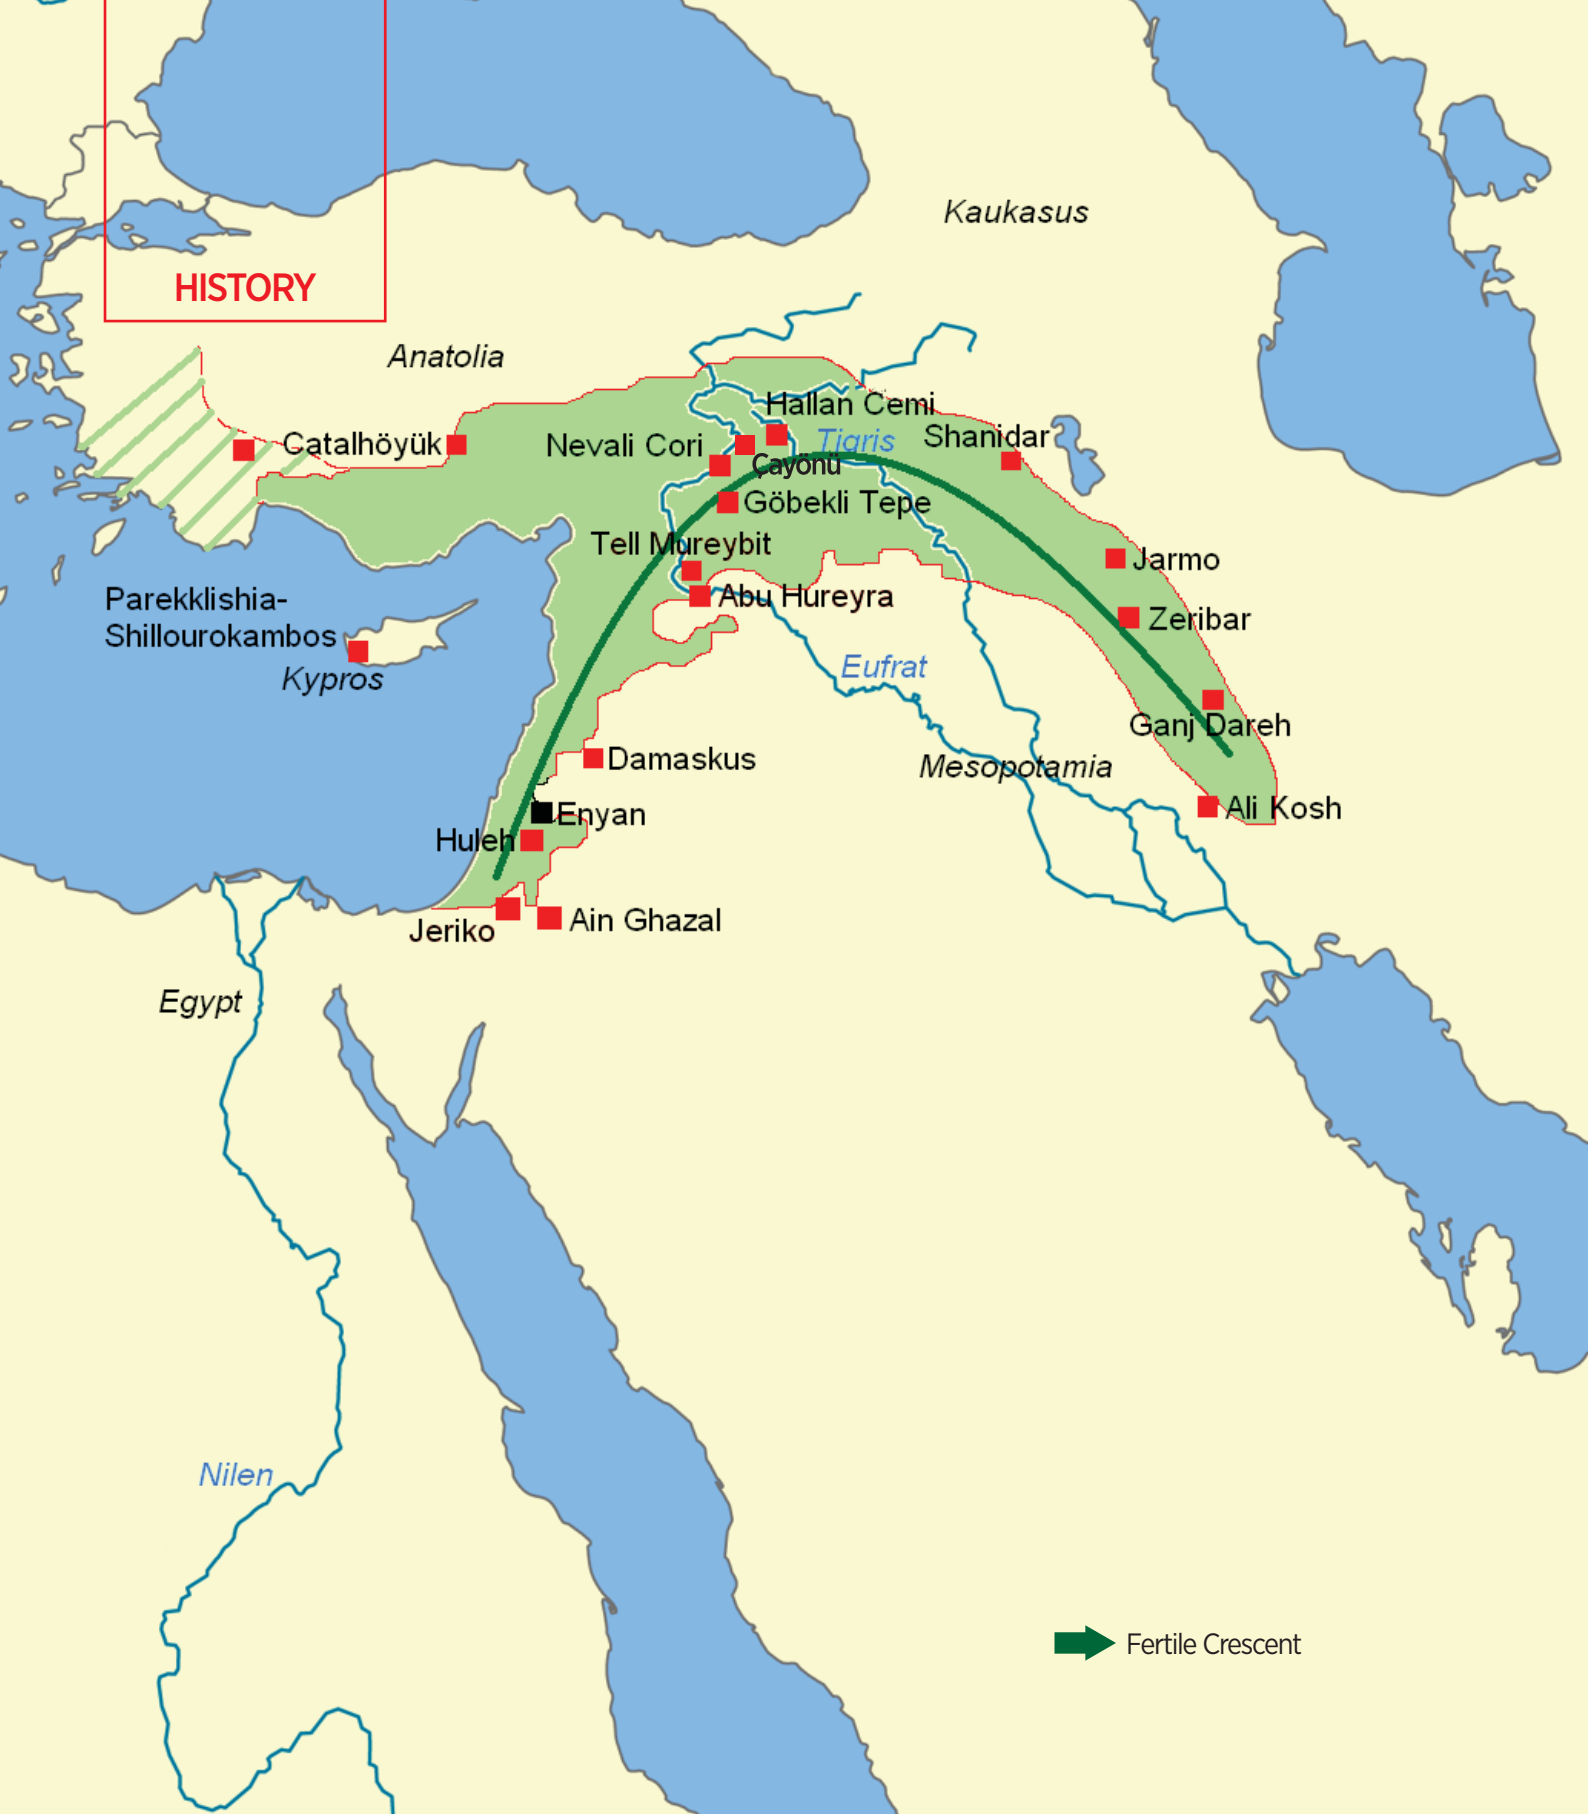 Kaukasus
HISTORY
Anatolia
Hallan Cemi
Catalhöyük
Nevali Cori
Tigris
Shanidar
Çayönü
Göbekli Tepe
Tell Mureybit
Jarmo
Abu Hureyra
Parekklishia-
Shillourokambos
Zeribar
Kypros
Eufrat
Ganj Dareh
Damaskus
Mesopotamia
Ali Kosh
Enyan
Huleh
Jeriko
Ain Ghazal
Egypt
Nilen
Fertile Crescent